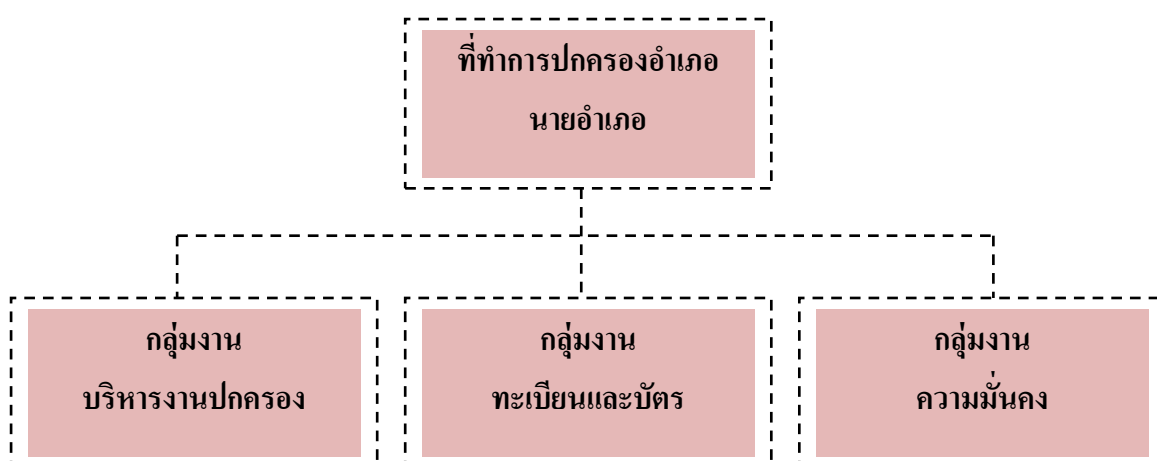 ที่ทำการปกครองอำเภอ
นายอำเภอ
กลุ่มงาน
บริหารงานปกครอง
กลุ่มงาน
ทะเบียนและบัตร
กลุ่มงาน
ความมั่นคง